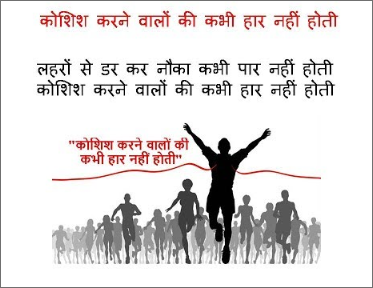 कोशिश करने वालों की कभी हार नहीं होती
लहरों से डर कर नौका कभी पार नहीं होती
कोशिश करने वालों की कभी हार नहीं होती
"कोशिश करने वालों की
कभी हार नहीं होती"